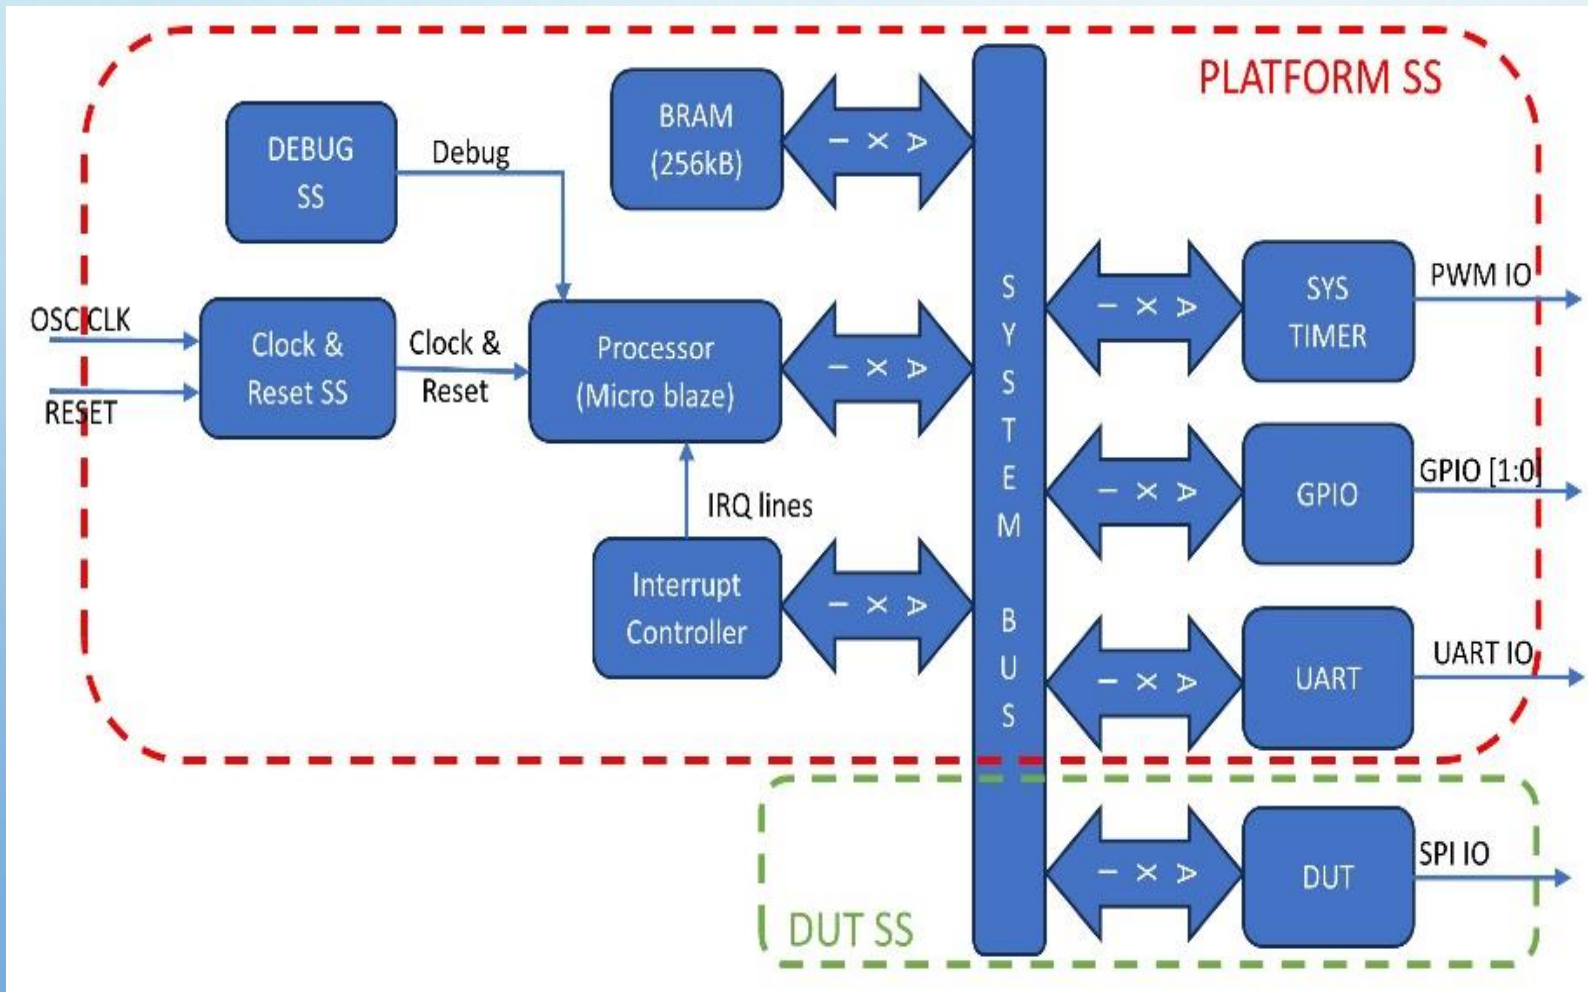 PLATFORM SS
DEBUG
SS
Debug
BRAM
(256kB)
AXI
OSC CLK
RESET
Clock &
Reset SS
Clock &
Reset
Processor
(Micro blaze)
AXI
IRQ lines
Interrupt
Controller
AXI
SYSTEM BUS
AXI
SYS
TIMER
PWM IO
AXI
GPIO
GPIO [1:0]
AXI
UART
UART IO
DUT SS
AXI
DUT
SPI IO